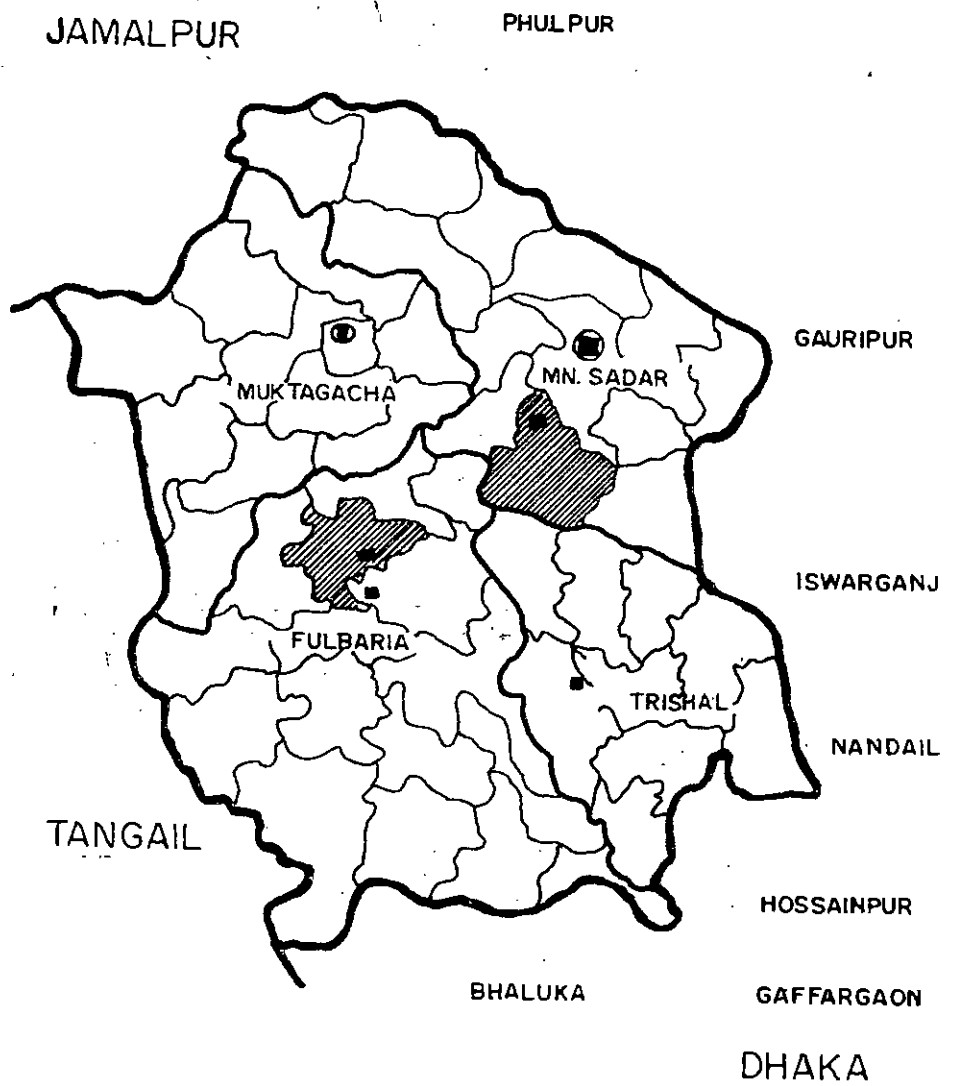 JAMALPUR
PHULPUR
GAURIPUR
MN. SADAR
MUKTAGACHA
ISWARGANJ
FULBARIA
TRISHAL
NANDAIL
TANGAIL
HOSSAINPUR
BHALUKA
GAFFARGAON
DHAKA